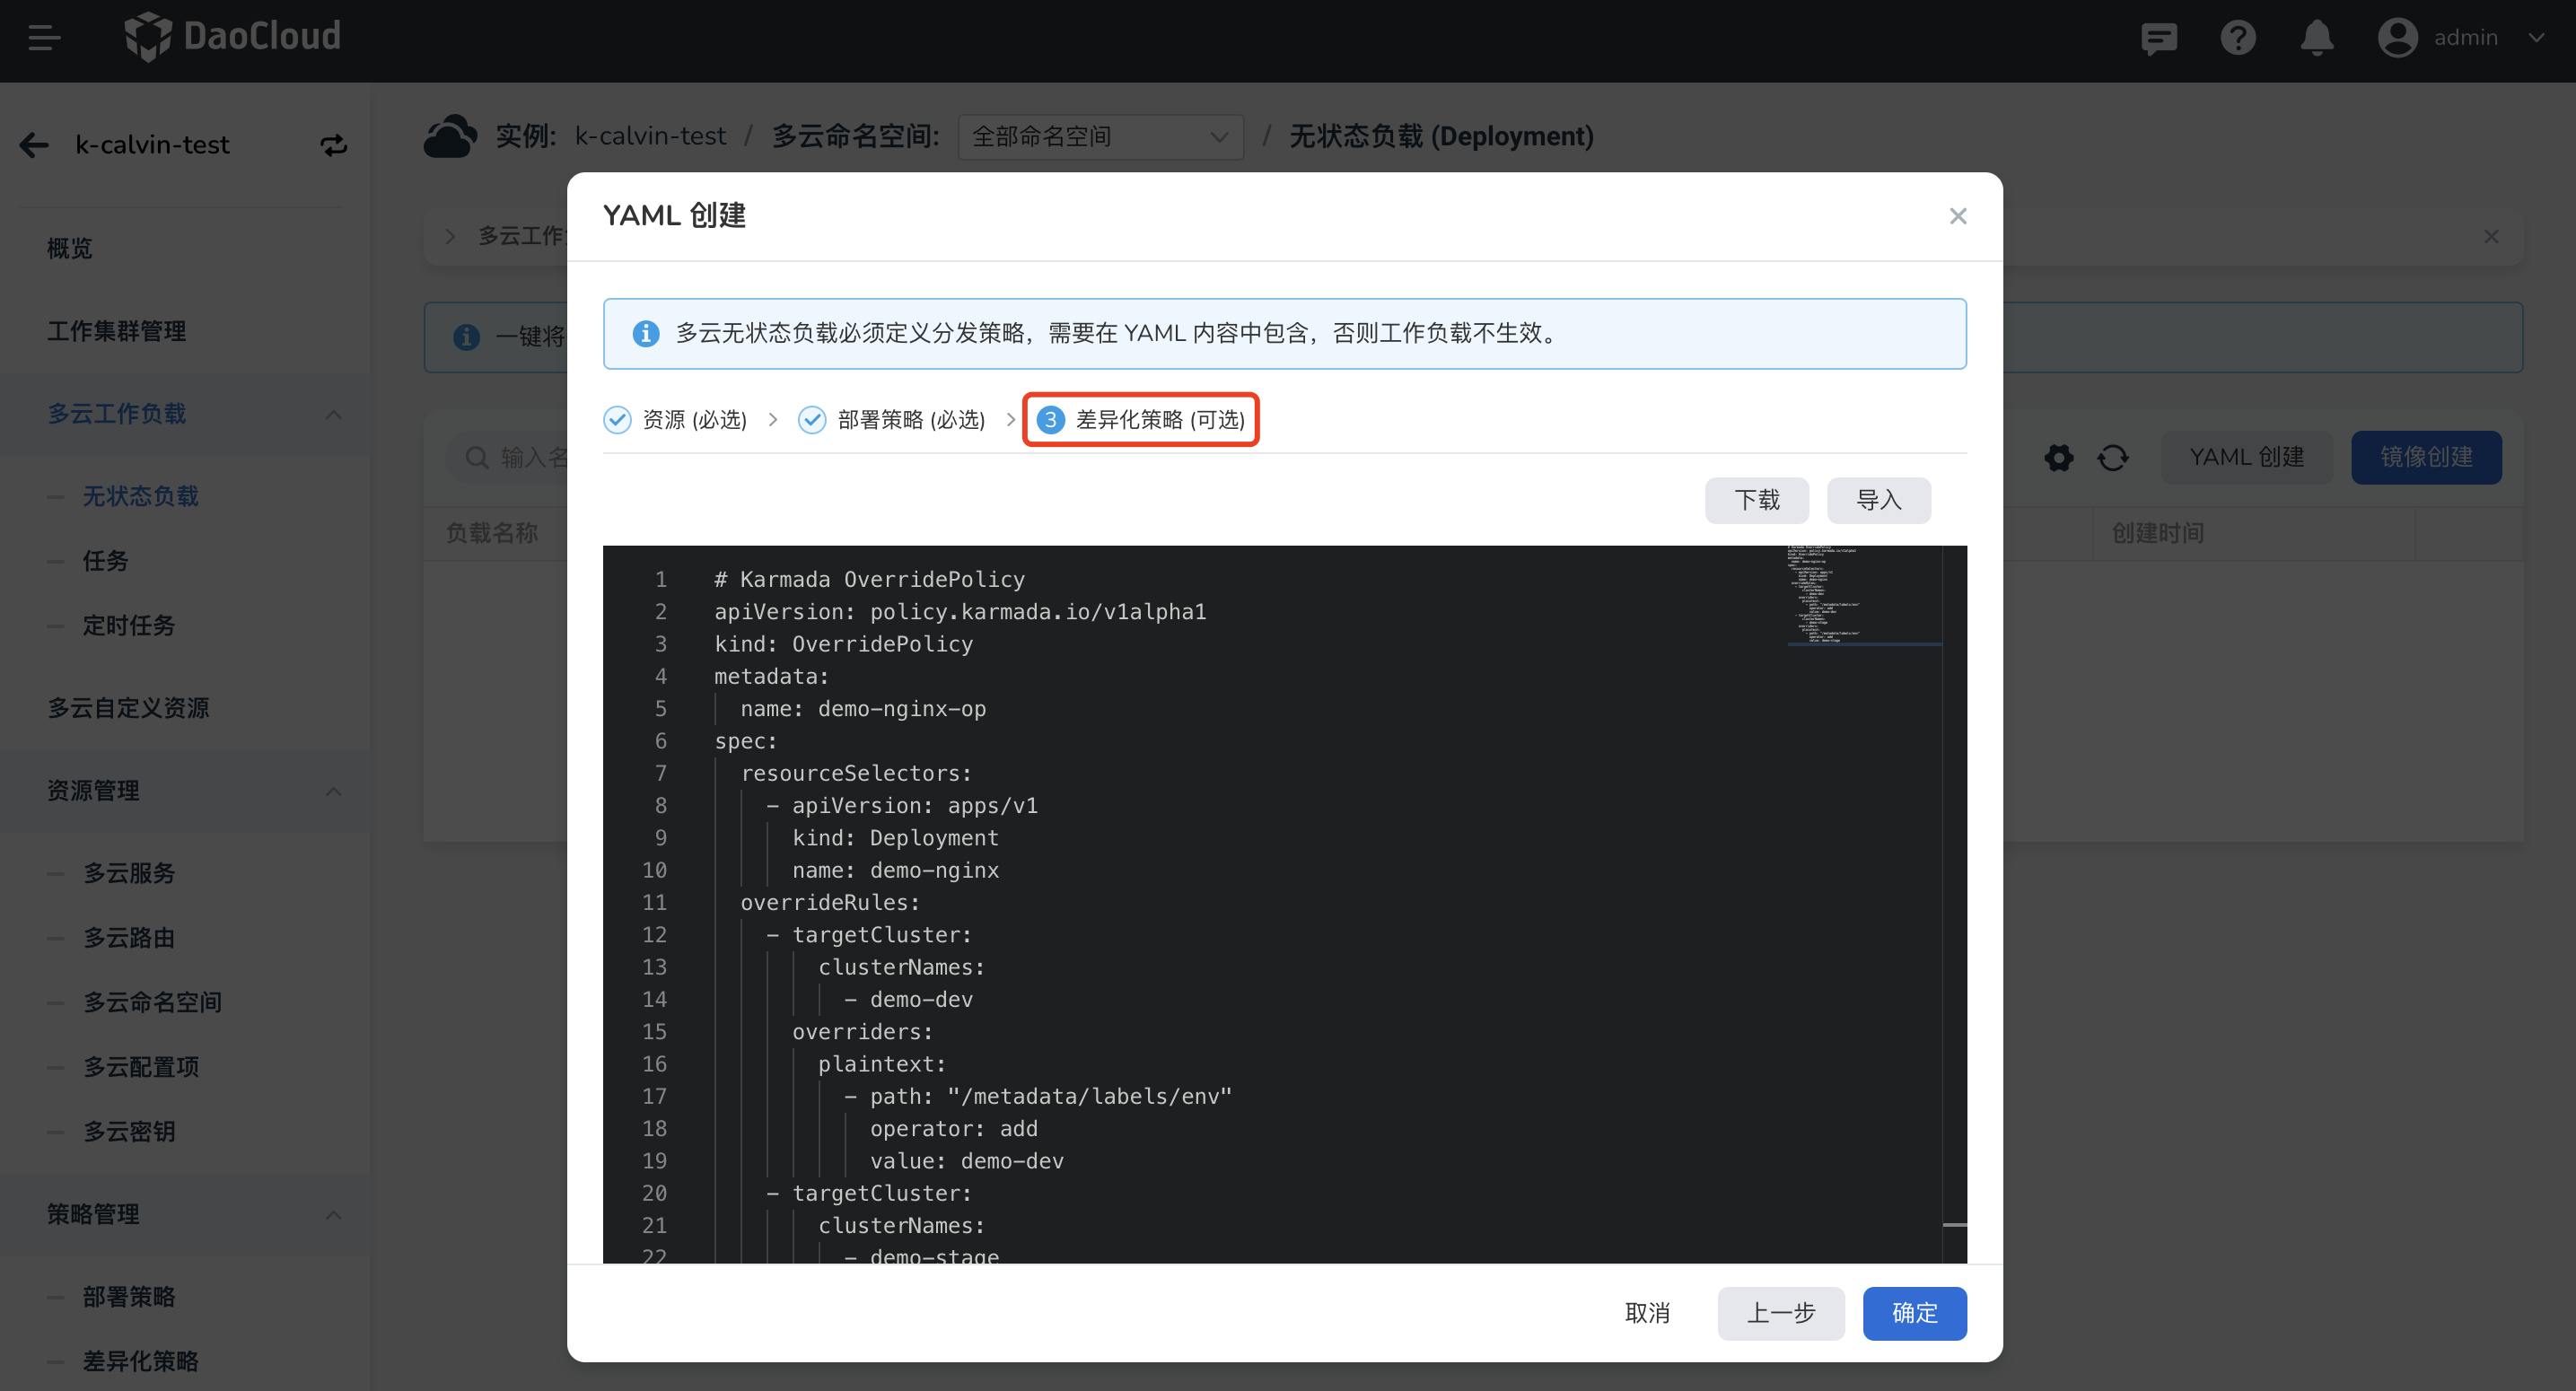 DaoCloud
admin
k-calvin-test
实例: k-calvin-test / 多云命名空间: 全部命名空间 / 无状态负载 (Deployment)
概览
工作集群管理
多云工作负载
无状态负载
任务
定时任务
多云自定义资源
资源管理
多云服务
多云路由
多云命名空间
多云配置项
多云密钥
策略管理
部署策略
差异化策略
多云工作
一键将
输入名
YAML 创建
镜像创建
负载名称
创建时间
YAML 创建
多云无状态负载必须定义分发策略，需要在 YAML 内容中包含，否则工作负载不生效。
资源 (必选) > 部署策略 (必选) > 3 差异化策略 (可选)
下载
导入
1 # Karmada OverridePolicy
2 apiVersion: policy.karmada.io/v1alpha1
3 kind: OverridePolicy
4 metadata:
5   name: demo-nginx-op
6 spec:
7   resourceSelectors:
8     - apiVersion: apps/v1
9       kind: Deployment
10       name: demo-nginx
11   overrideRules:
12     - targetCluster:
13         clusterNames:
14           - demo-dev
15       overriders:
16         plaintext:
17           - path: "/metadata/labels/env"
18             operator: add
19             value: demo-dev
20     - targetCluster:
21         clusterNames:
22           - demo-stage
取消
上一步
确定